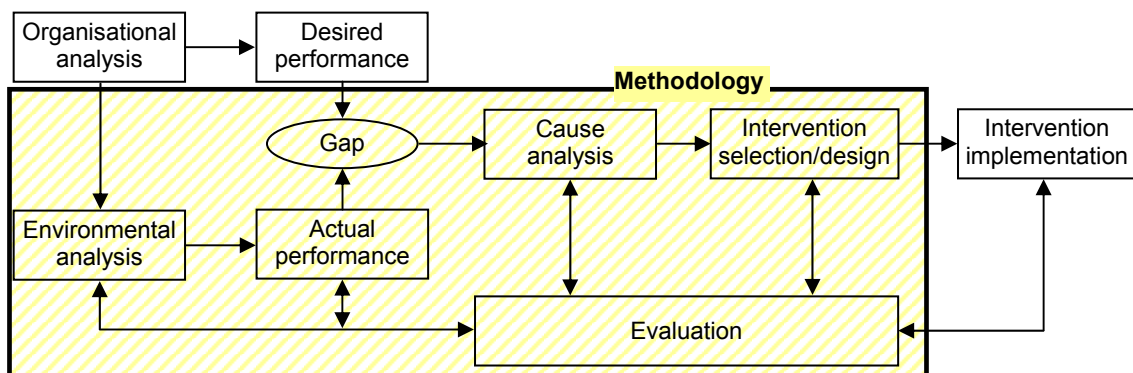 Organisational
analysis
Desired
performance
Methodology
Gap
Cause
analysis
Intervention
selection/design
Intervention
implementation
Environmental
analysis
Actual
performance
Evaluation